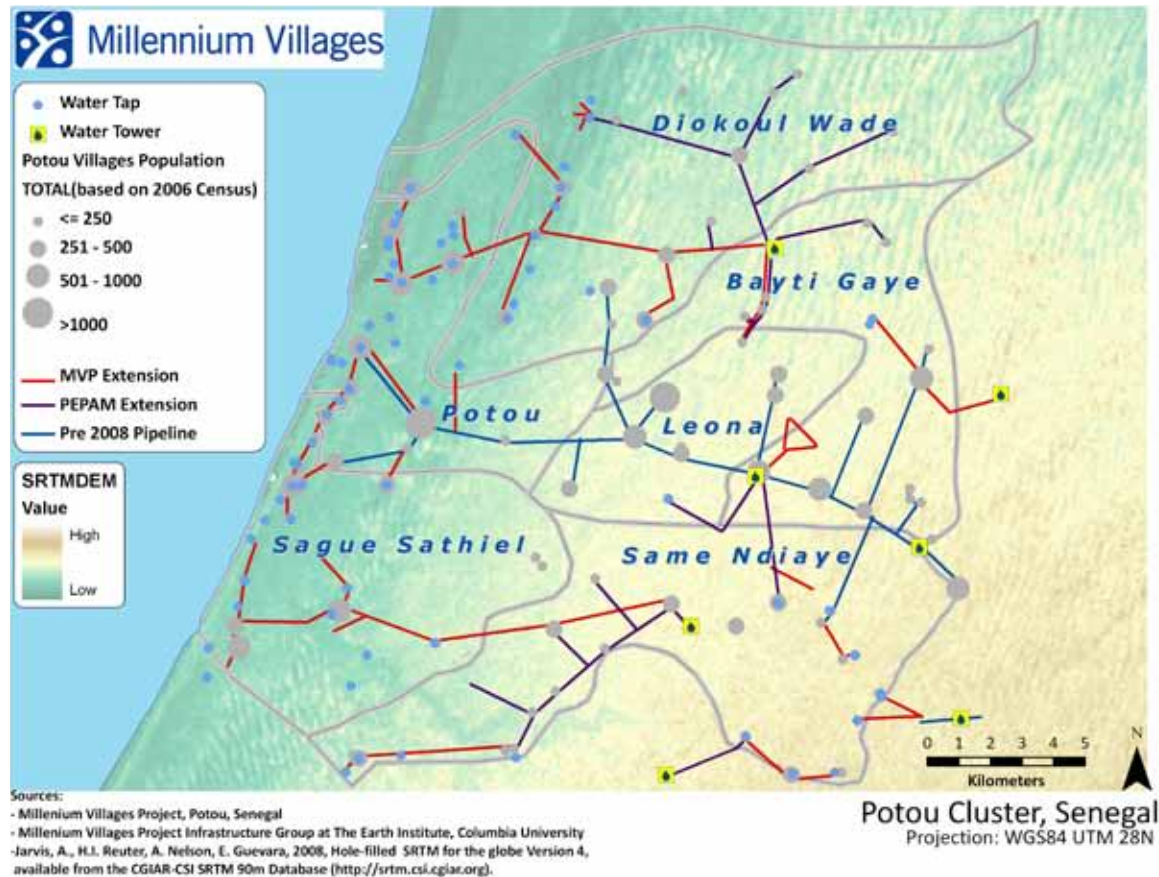 Millennium Villages
Water Tap
Water Tower
Potou Villages Population
TOTAL(based on 2006 Census)
<= 250
251 - 500
501 - 1000
>1000
MVP Extension
PEPAM Extension
Pre 2008 Pipeline
SRTMDEM
Value
High
Low
Diokoul Wade
Bayti Gaye
Potou
Leona
Sague Sathiel
Same Ndiaye
0 1 2 3 4 5
Kilometers
N
Sources:
- Millenium Villages Project, Potou, Senegal
- Millenium Villages Project Infrastructure Group at The Earth Institute, Columbia University
-Jarvis, A., H.I. Reuter, A. Nelson, E. Guevara, 2008, Hole-filled SRTM for the globe Version 4,
available from the CGIAR-CSI SRTM 90m Database (http://srtm.csi.cgiar.org).
Potou Cluster, Senegal
Projection: WGS84 UTM 28N